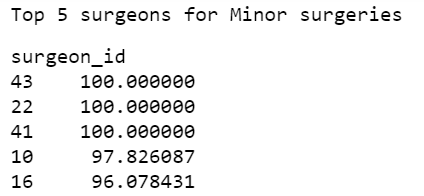 Top 5 surgeons for Minor surgeries
surgeon_id
43    100.000000
22    100.000000
41    100.000000
10     97.826087
16     96.078431